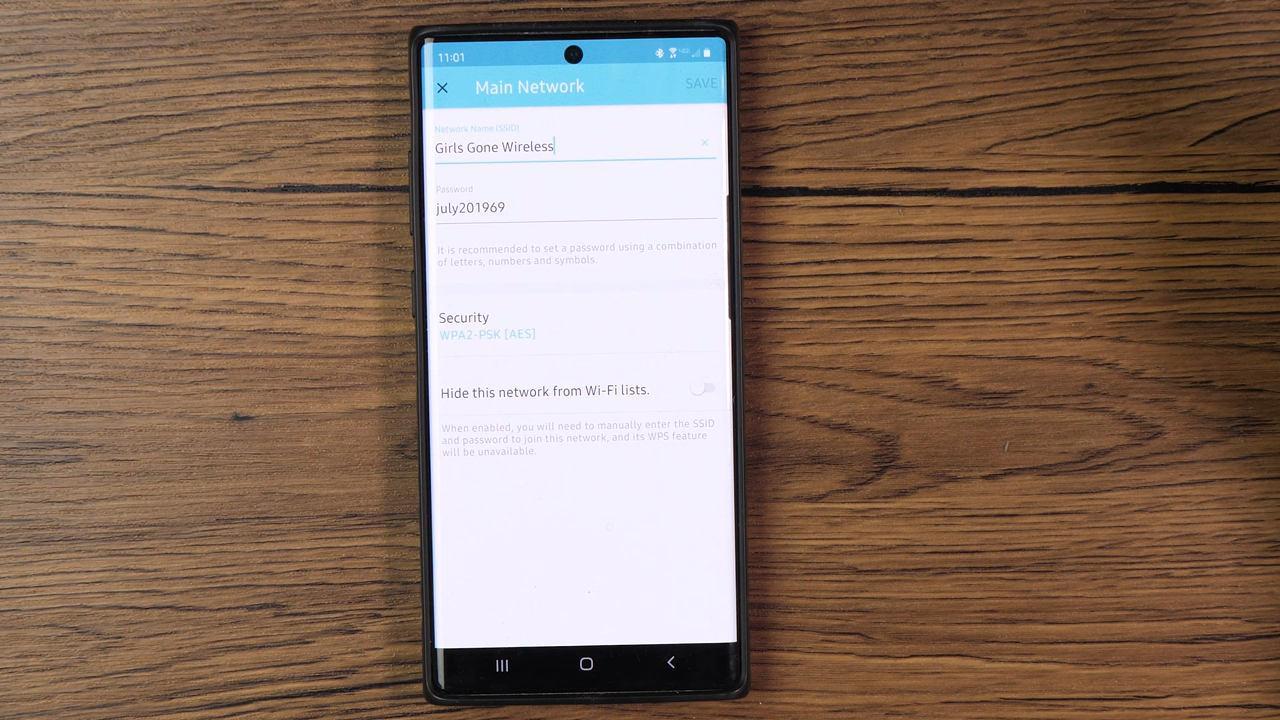 11:01
Main Network
SAVE
Network Name (SSID)
Girls Gone Wireless
Password
july201969
It is recommended to set a password using a combination
of letters, numbers and symbols.
Security
WPA2-PSK [AES]
Hide this network from Wi-Fi lists.
When enabled, you will need to manually enter the SSID
and password to join this network, and its WPS feature
will be unavailable.